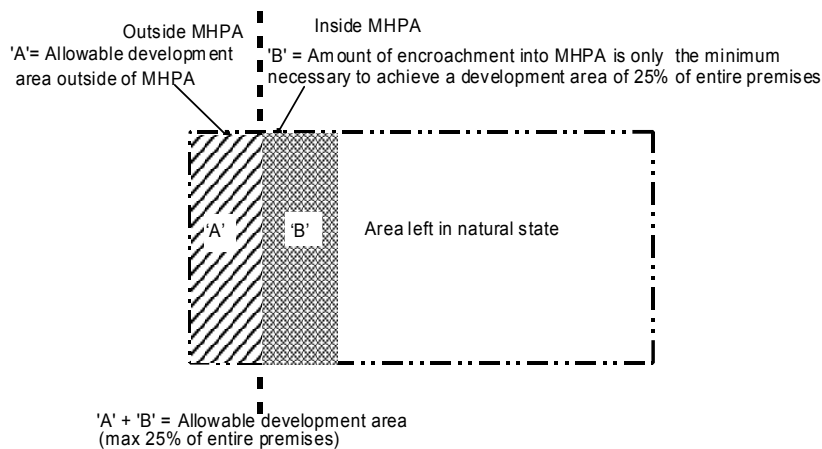 Outside MHPA
'A'= Allowable development
area outside of MHPA
Inside MHPA
'B' = Amount of encroachment into MHPA is only the minimum
necessary to achieve a development area of 25% of entire premises
'A'
'B'
Area left in natural state
'A' + 'B' = Allowable development area
(max 25% of entire premises)